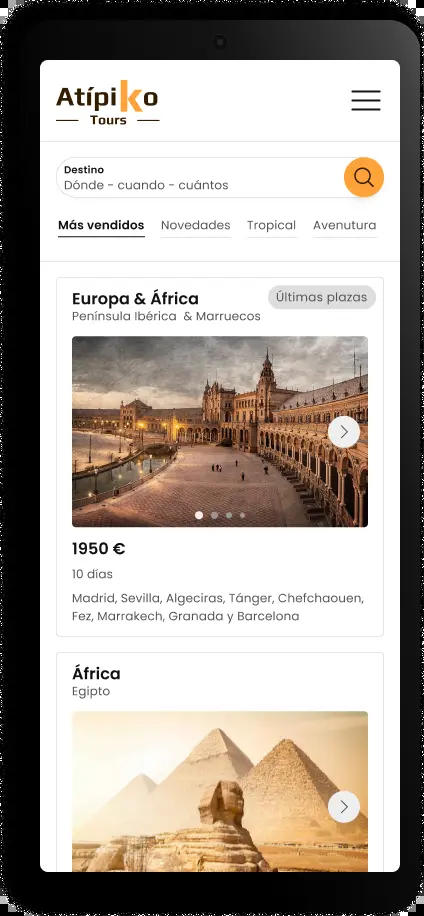 Atípiko
Tours
Destino
Dónde - cuando - cuántos
Más vendidos Novedades Tropical Avenutura
Europa & África
Últimas plazas
Península Ibérica & Marruecos
1950 €
10 días
Madrid, Sevilla, Algeciras, Tánger, Chefchaouen,
Fez, Marrakech, Granada y Barcelona
África
Egipto